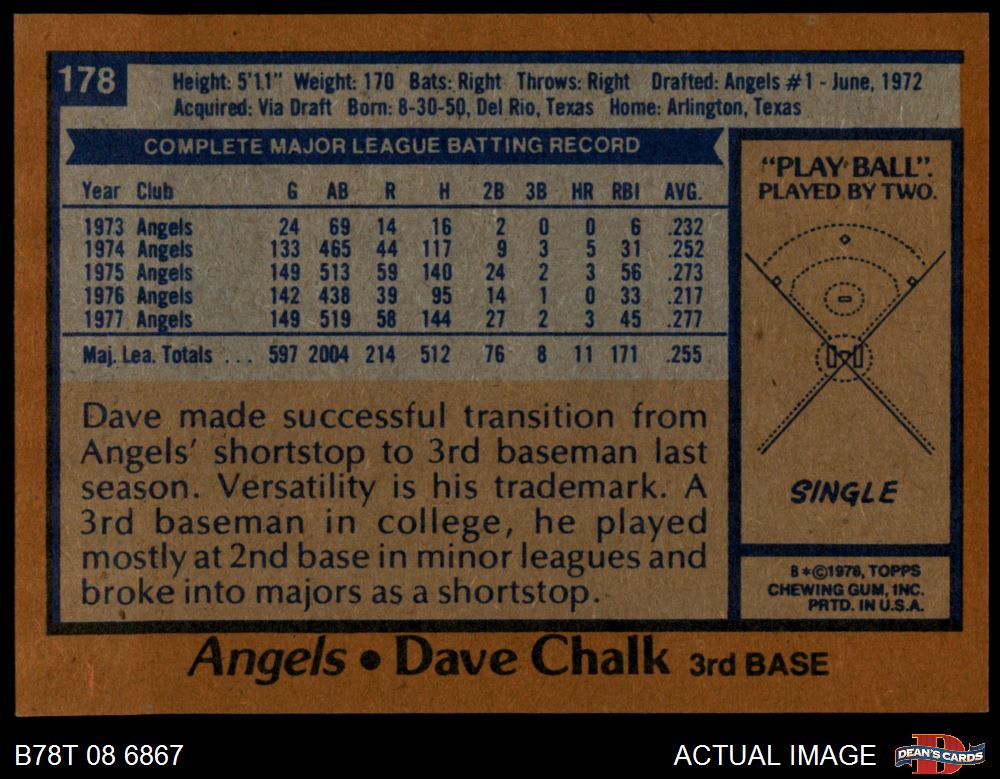 178
Height: 5'11" Weight: 170 Bats: Right Throws: Right Drafted: Angels #1 - June, 1972
Acquired: Via Draft Born: 8-30-50, Del Rio, Texas Home: Arlington, Texas
COMPLETE MAJOR LEAGUE BATTING RECORD
Year Club G AB R H 2B 3B HR RBI AVG.
1973 Angels 24 69 14 16 2 0 0 6 .232
1974 Angels 133 465 44 117 9 3 5 31 .252
1975 Angels 149 513 59 140 24 2 3 56 .273
1976 Angels 142 438 39 95 14 1 0 33 .217
1977 Angels 149 519 58 144 27 2 3 45 .277
Maj. Lea. Totals ... 597 2004 214 512 76 8 11 171 .255
Dave made successful transition from
Angels' shortstop to 3rd baseman last
season. Versatility is his trademark. A
3rd baseman in college, he played
mostly at 2nd base in minor leagues and
broke into majors as a shortstop.
"PLAY BALL".
PLAYED BY TWO.
SINGLE
B*©1978, TOPPS
CHEWING GUM, INC.
PRTD. IN U.S.A.
Angels • Dave Chalk 3rd BASE
B78T 08 6867
ACTUAL IMAGE
D
DEAN'S CARDS